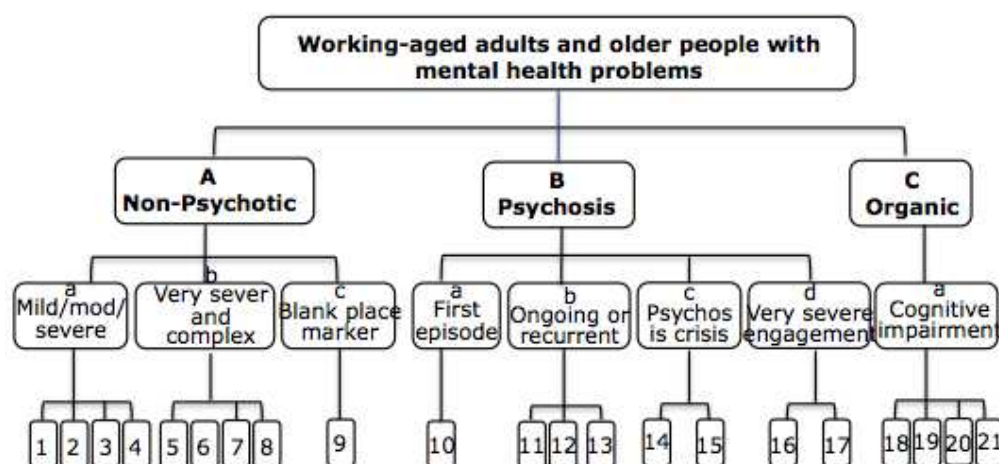 Working-aged adults and older people with
mental health problems
A
Non-Psychotic
B
Psychosis
C
Organic
a
Mild/mod/
severe
b
Very sever
and
complex
c
Blank place
marker
a
First
episode
b
Ongoing or
recurrent
c
Psychos
is crisis
d
Very severe
engagement
a
Cognitive
impairment
1 2 3 4 5 6 7 8 9 10 11 12 13 14 15 16 17 18 19 20 21